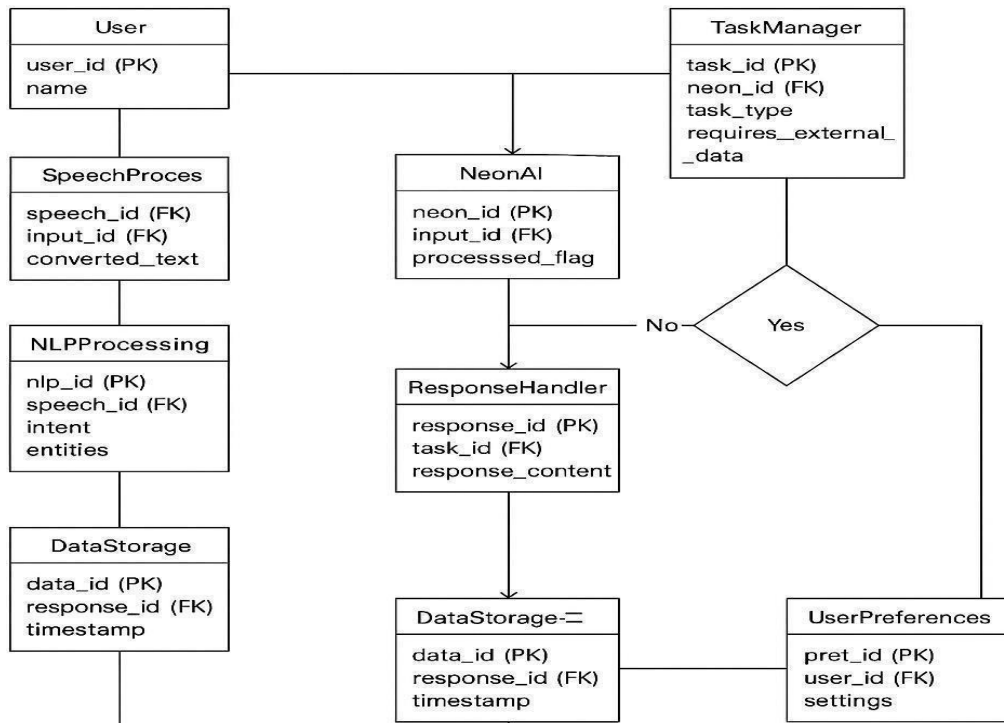 User
user_id (PK)
name
TaskManager
task_id (PK)
neon_id (FK)
task_type
requires_external_
_data
SpeechProces
speech_id (FK)
input_id (FK)
converted_text
NeonAI
neon_id (PK)
input_id (FK)
processsed_flag
No
Yes
NLPProcessing
nlp_id (PK)
speech_id (FK)
intent
entities
ResponseHandler
response_id (PK)
task_id (FK)
response_content
DataStorage
data_id (PK)
response_id (FK)
timestamp
DataStorage-二
data_id (PK)
response_id (FK)
timestamp
UserPreferences
pret_id (PK)
user_id (FK)
settings